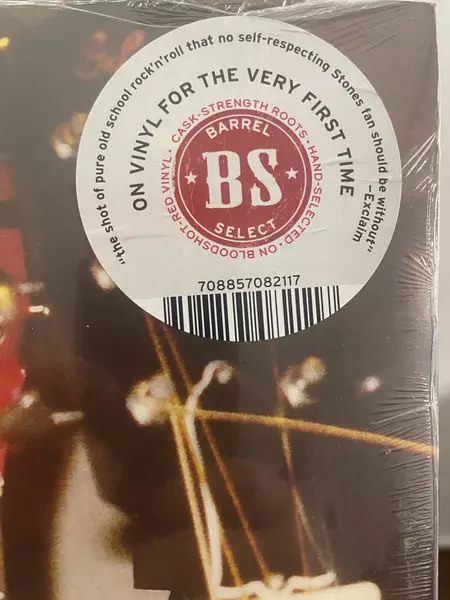 "the shot of pure old school rock'n'roll that no self-respecting Stones fan should be without"
–Exclaim
ON VINYL FOR THE VERY FIRST TIME
CASK-STRENGTH ROOTS • HAND-SELECTED • ON BLOODSHOT-RED VINYL •
BARREL
BS
SELECT
708857082117